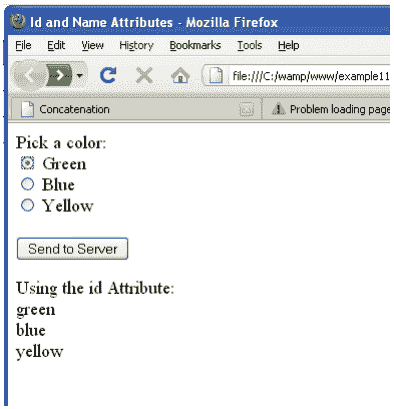 Id and Name Attributes - Mozilla Firefox
File Edit View History Bookmarks Tools Help
file:///C:/wamp/www/example11
Concatenation Problem loading page
Pick a color:
Green
Blue
Yellow
Send to Server
Using the id Attribute:
green
blue
yellow